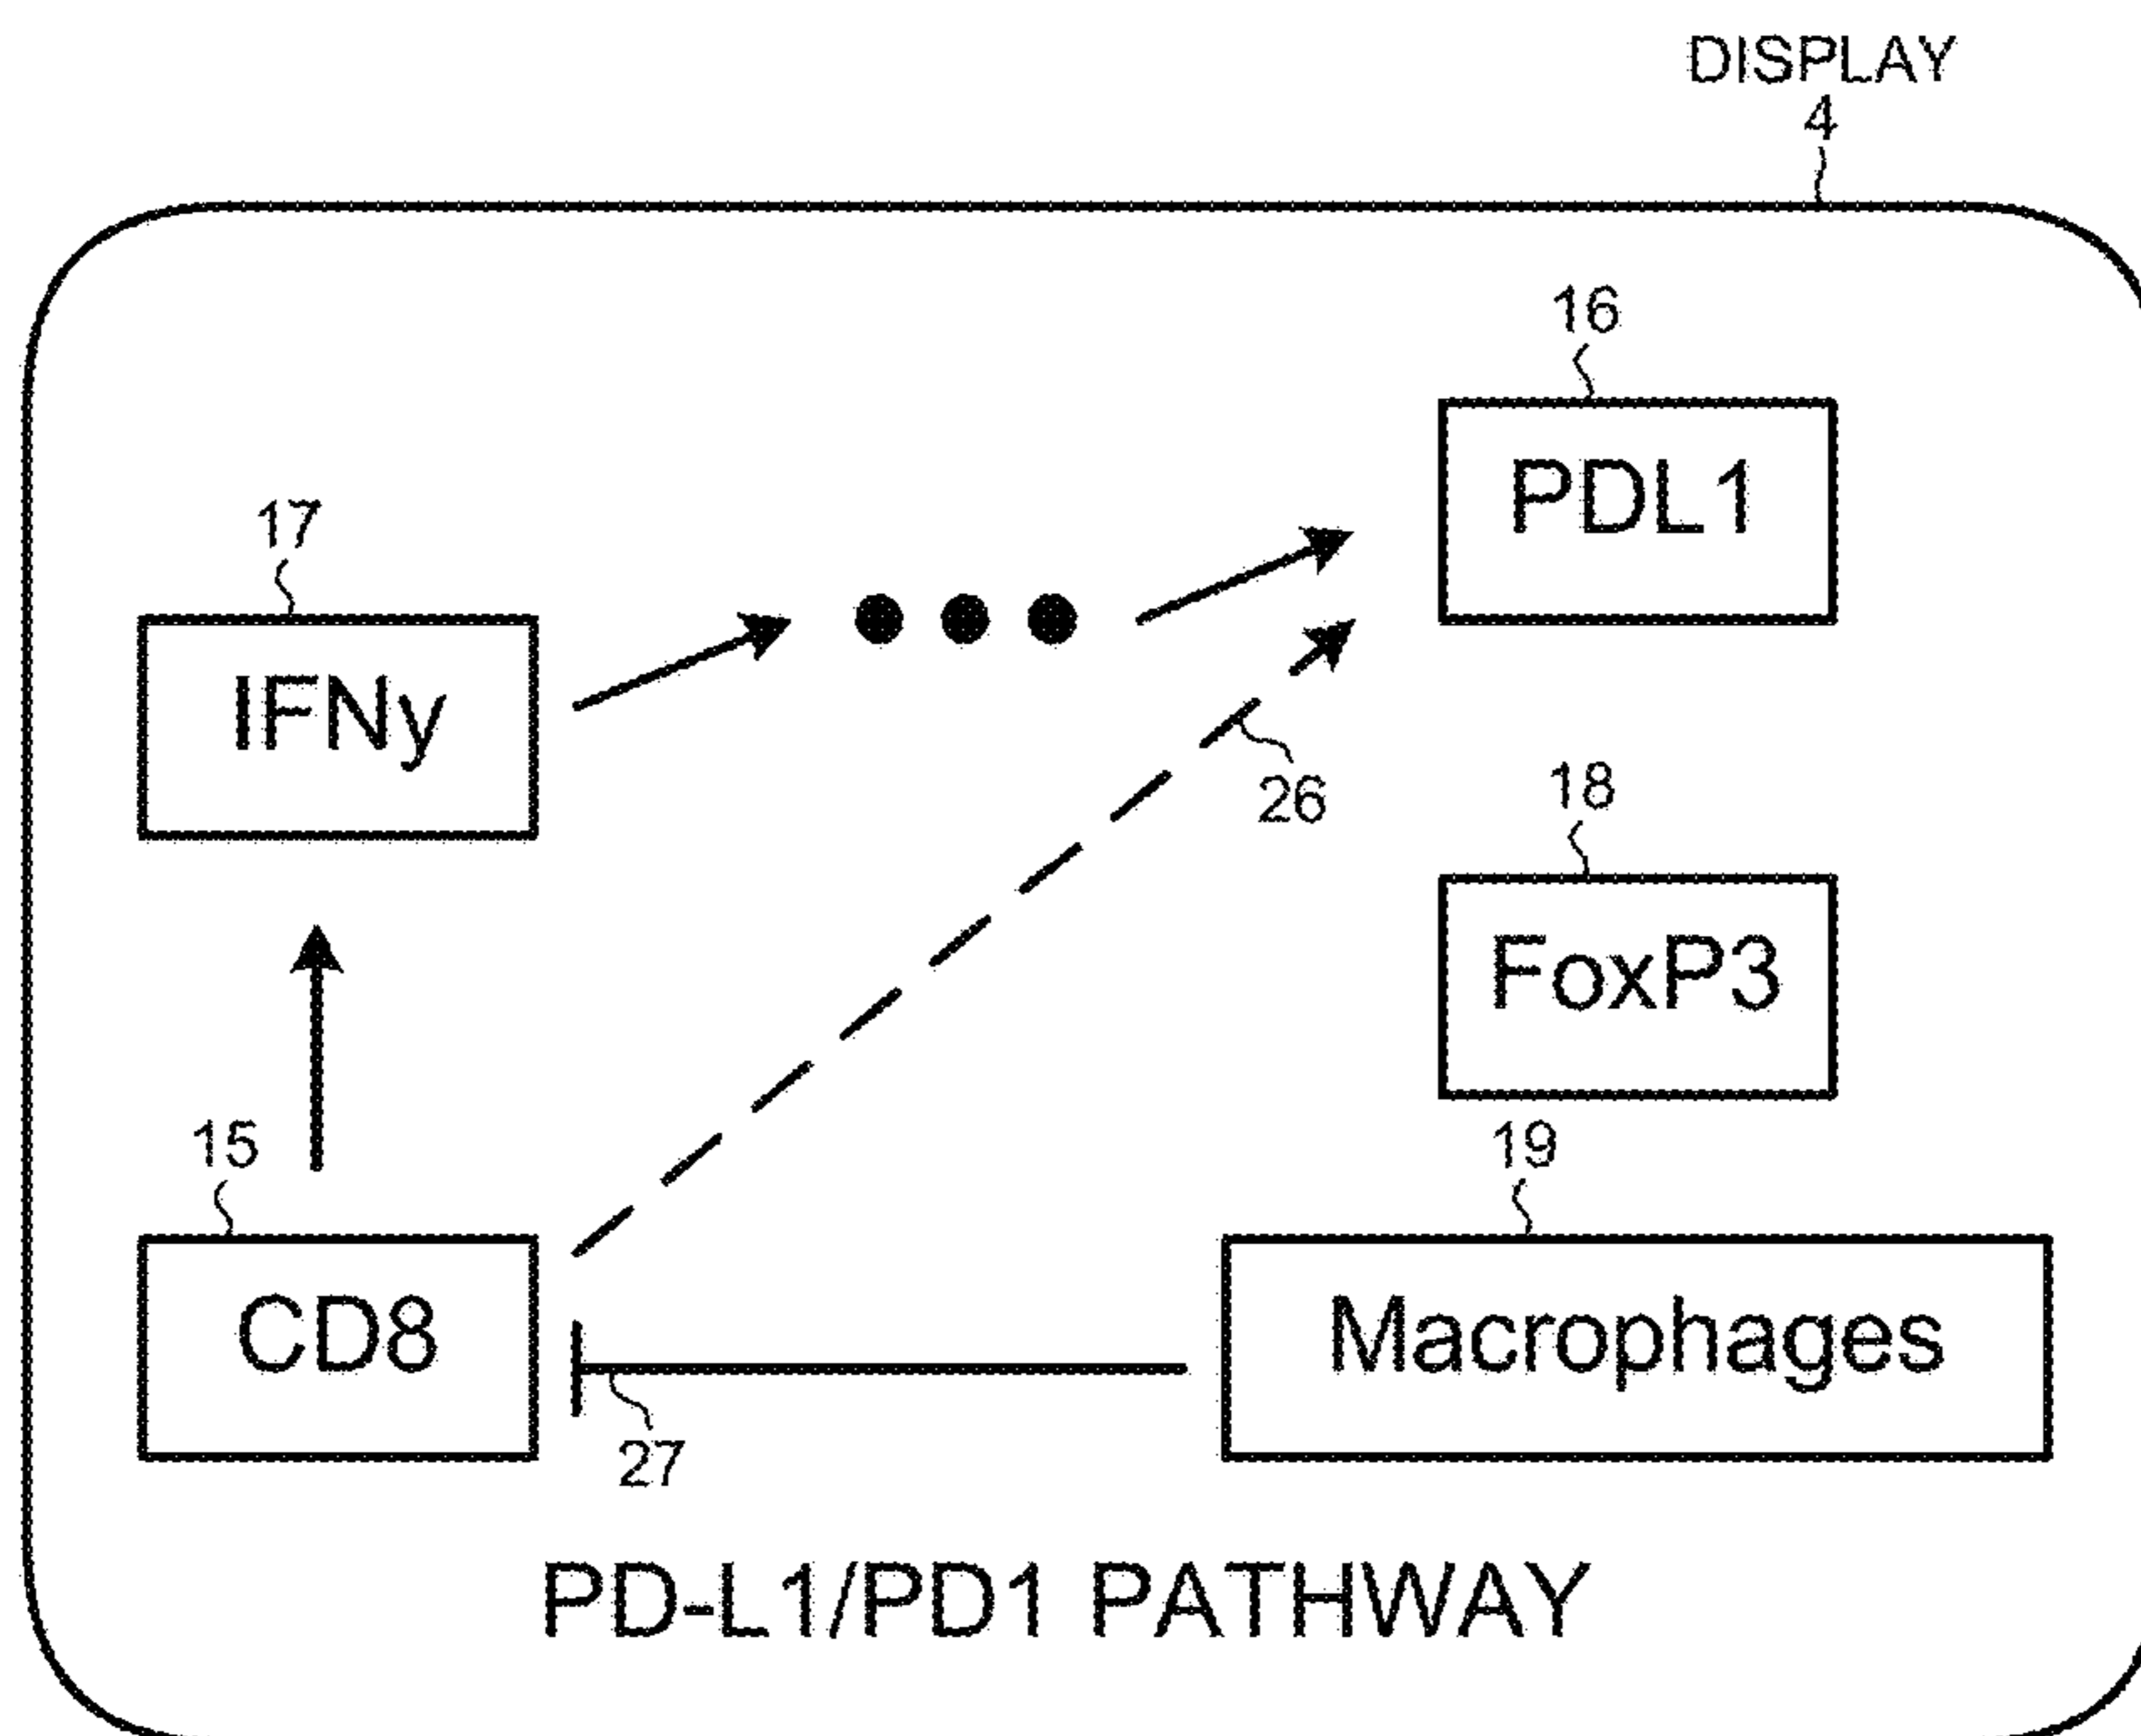 DISPLAY
4
16
PDL1
17
IFNy
26
18
FoxP3
15
19
CD8
Macrophages
27
PD-L1/PD1 PATHWAY